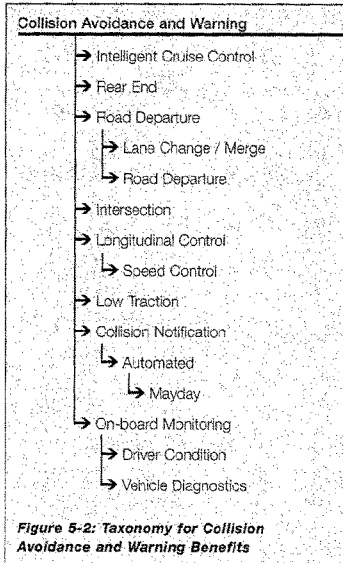 Collision Avoidance and Warning
Intelligent Cruise Control
Rear End
Road Departure
Lane Change / Merge
Road Departure
Intersection
Longitudinal Control
Speed Control
Low Traction
Collision Notification
Automated
Mayday
On-board Monitoring
Driver Condition
Vehicle Diagnostics
Figure 5-2: Taxonomy for Collision
Avoidance and Warning Benefits